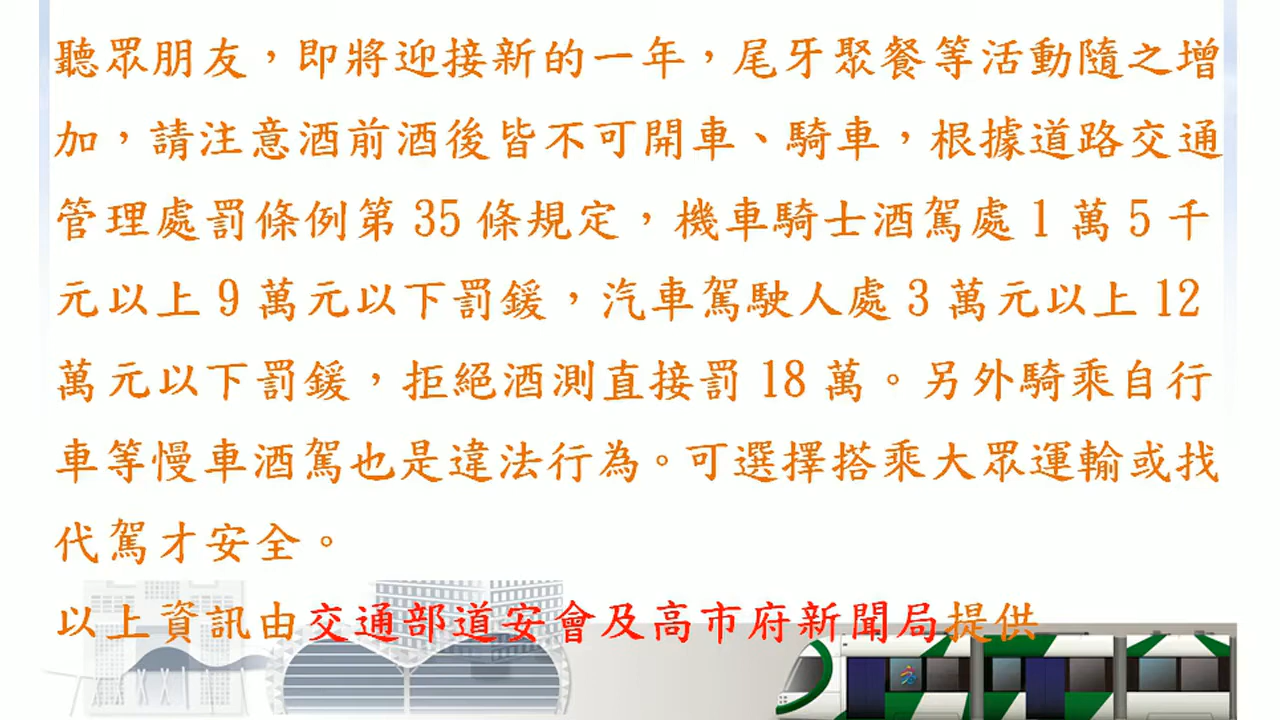 聽眾朋友，即將迎接新的一年，尾牙聚餐等活動隨之增
加，請注意酒前酒後皆不可開車、騎車，根據道路交通
管理處罰條例第 35 條規定，機車騎士酒駕處 1 萬 5 千
元以上 9 萬元以下罰鍰，汽車駕駛人處 3 萬元以上 12
萬元以下罰鍰，拒絕酒測直接罰 18 萬。另外騎乘自行
車等慢車酒駕也是違法行為。可選擇搭乘大眾運輸或找
代駕才安全。
以上資訊由交通部道安會及高市府新聞局提供